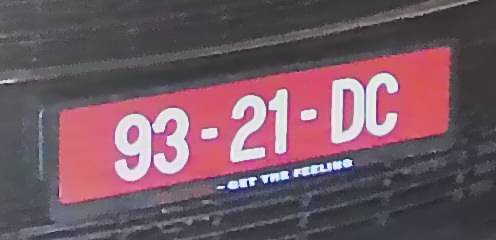 93-21-DC
- GET THE FEELING